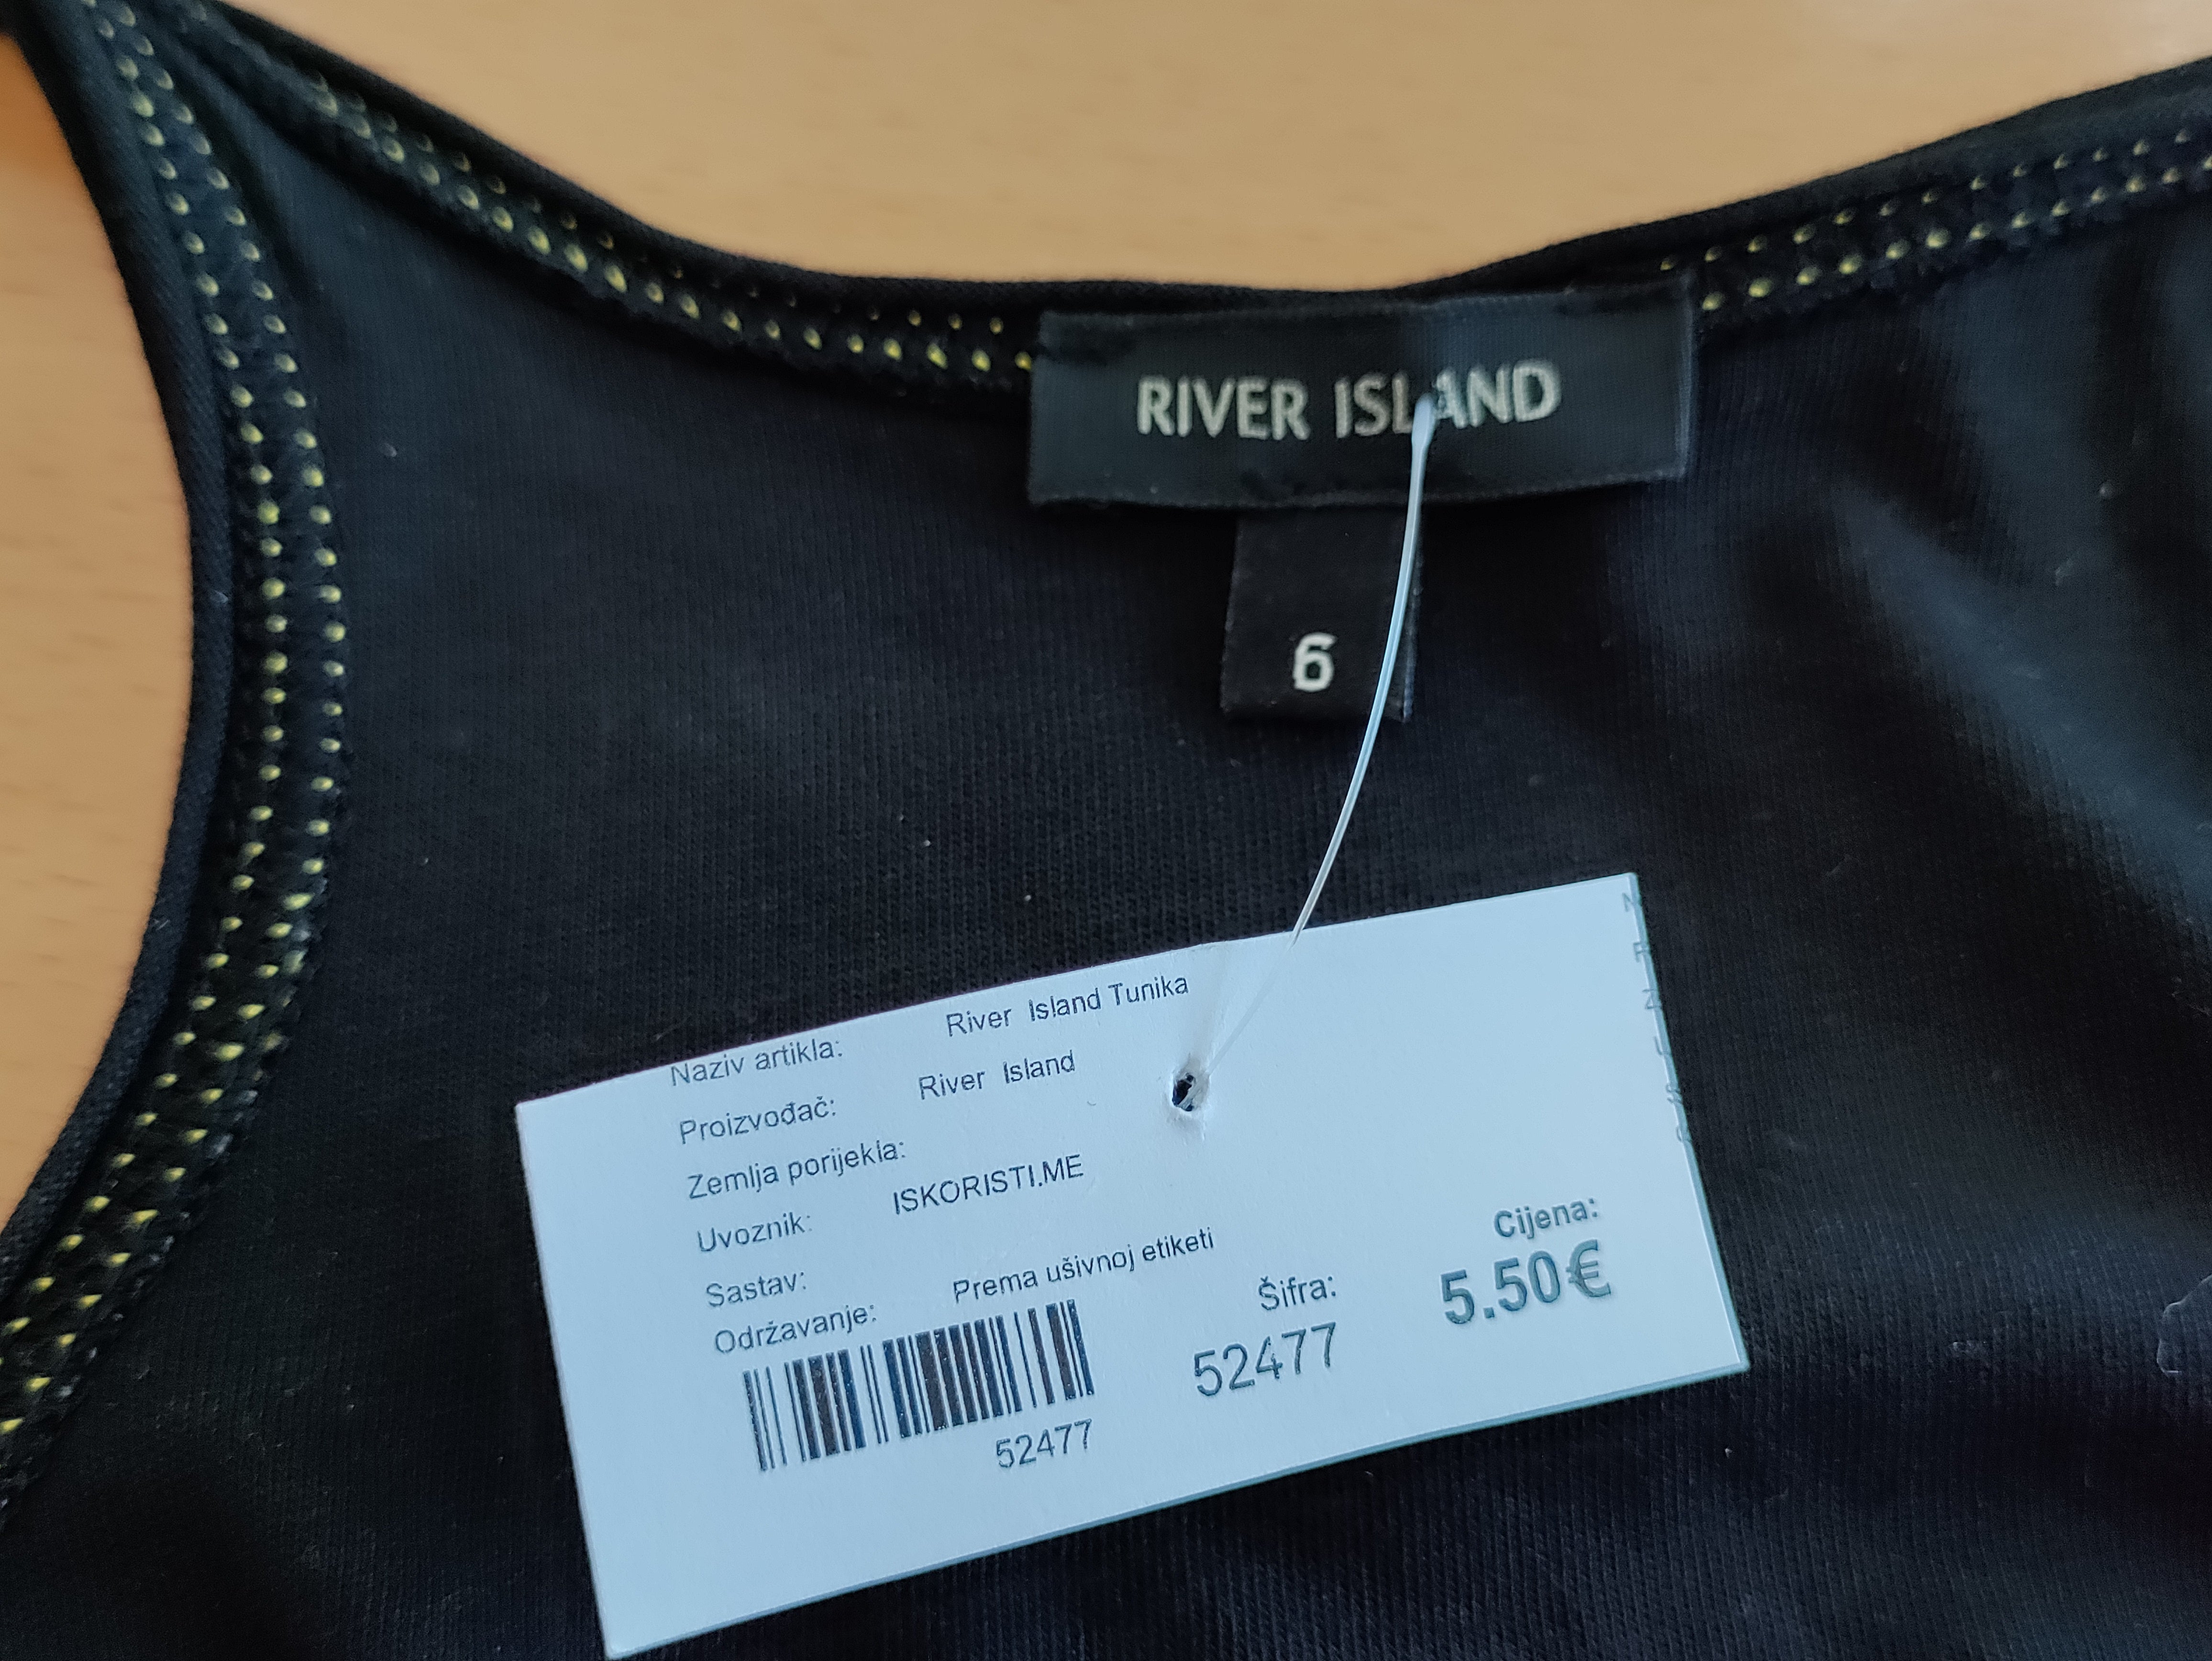 RIVER ISLAND
6
Naziv artikla: River Island Tunika
Proizvođač: River Island
Zemlja porijekla:
Uvoznik: ISKORISTI.ME
Sastav:
Održavanje: Prema ušivnoj etiketi
52477
Šifra:
52477
Cijena:
5.50€